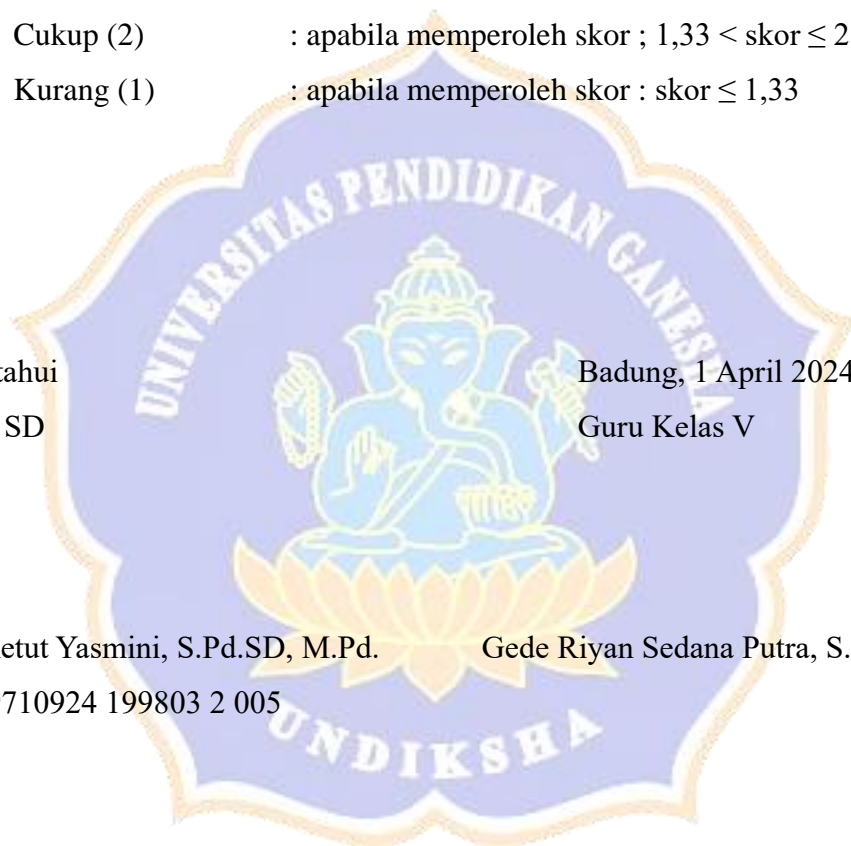 Cukup (2) : apabila memperoleh skor ; 1,33 < skor ≤ 2
Kurang (1) : apabila memperoleh skor : skor ≤ 1,33
UNIVERSITAS PENDIDIKAN GANESHA
tahui Badung, 1 April 2024
SD Guru Kelas V
etut Yasmini, S.Pd.SD, M.Pd. Gede Riyan Sedana Putra, S.
710924 199803 2 005
UNDIKSHA